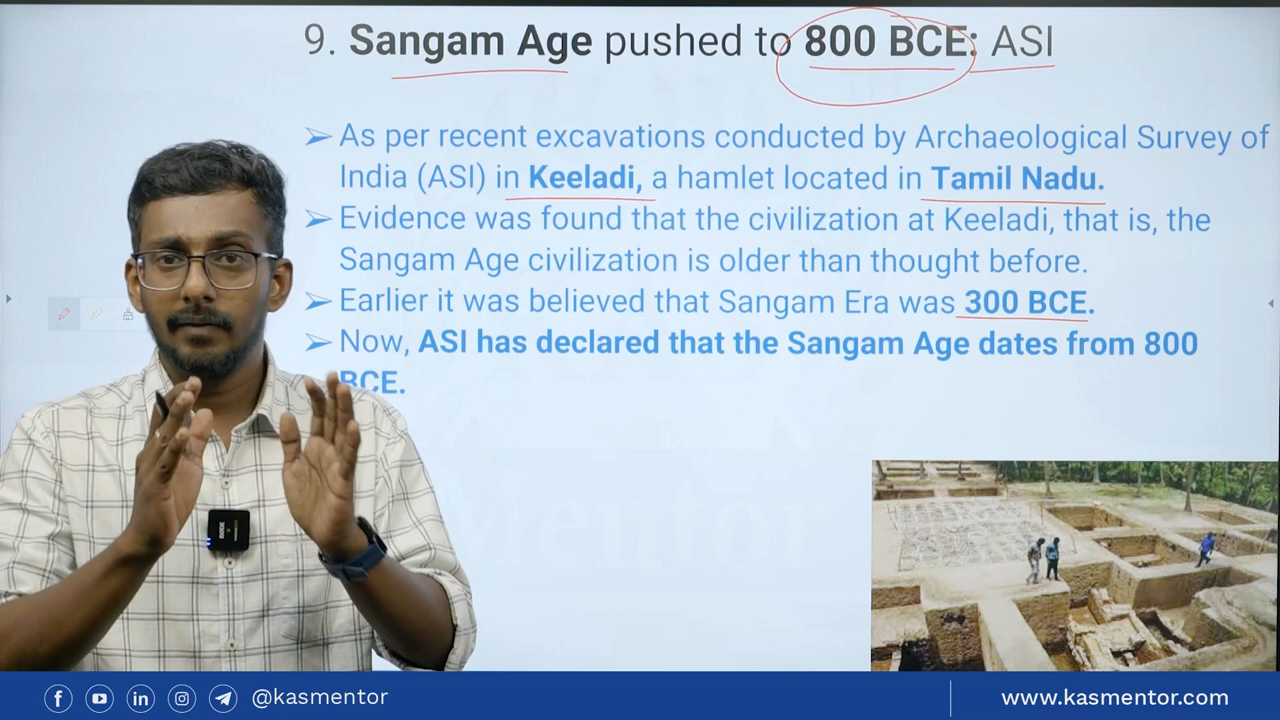 9. Sangam Age pushed to 800 BCE: ASI
➢ As per recent excavations conducted by Archaeological Survey of
India (ASI) in Keeladi, a hamlet located in Tamil Nadu.
➢ Evidence was found that the civilization at Keeladi, that is, the
Sangam Age civilization is older than thought before.
➢ Earlier it was believed that Sangam Era was 300 BCE.
➢ Now, ASI has declared that the Sangam Age dates from 800
BCE.
Mentor
@kasmentor
www.kasmentor.com